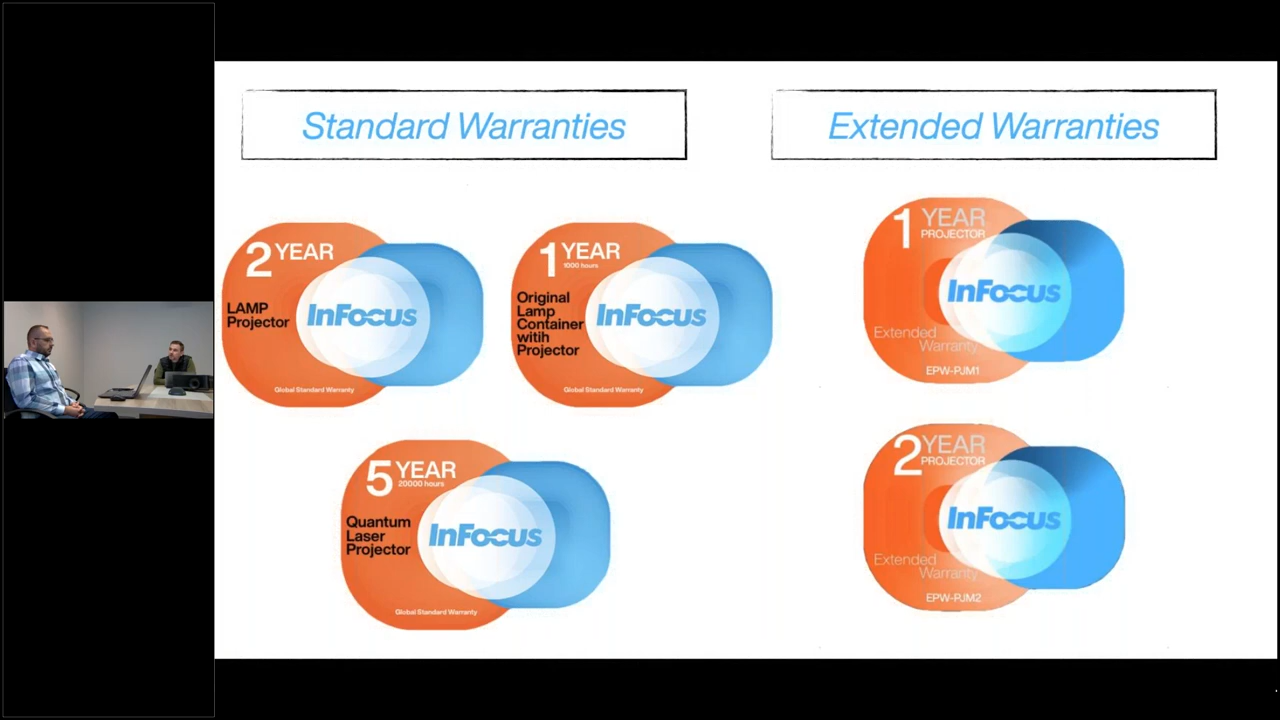 Standard Warranties
Extended Warranties
2 YEAR
LAMP
Projector
InFocus
Global Standard Warranty
1 YEAR
1000 hours
Original
Lamp
Container
witih
Projector
InFocus
Global Standard Warranty
5 YEAR
20000 hours
Quantum
Laser
Projector
InFocus
Global Standard Warranty
1 YEAR
PROJECTOR
InFocus
Extended
Warranty
EPW-PJM1
2 YEAR
PROJECTOR
InFocus
Extended
Warranty
EPW-PJM2